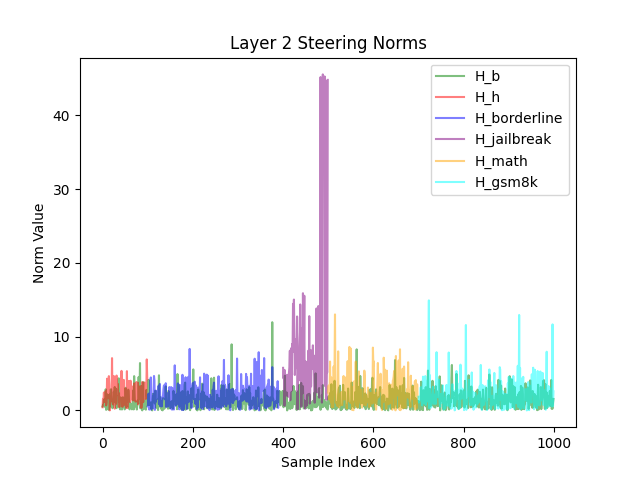 Layer 2 Steering Norms
Norm Value
40
30
20
10
0
H_b
H_h
H_borderline
H_jailbreak
H_math
H_gsm8k
0
200
400
600
800
1000
Sample Index